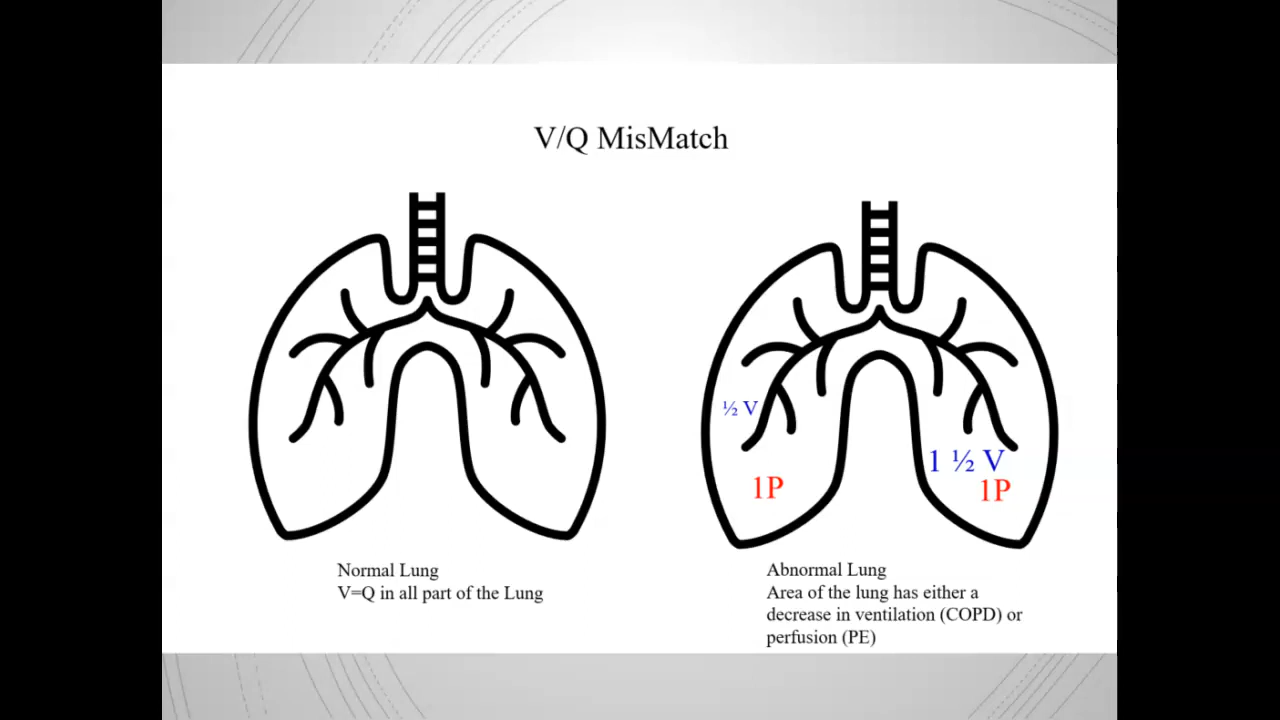 V/Q MisMatch
½ V
1P
1 ½ V
1P
Normal Lung
V=Q in all part of the Lung
Abnormal Lung
Area of the lung has either a
decrease in ventilation (COPD) or
perfusion (PE)